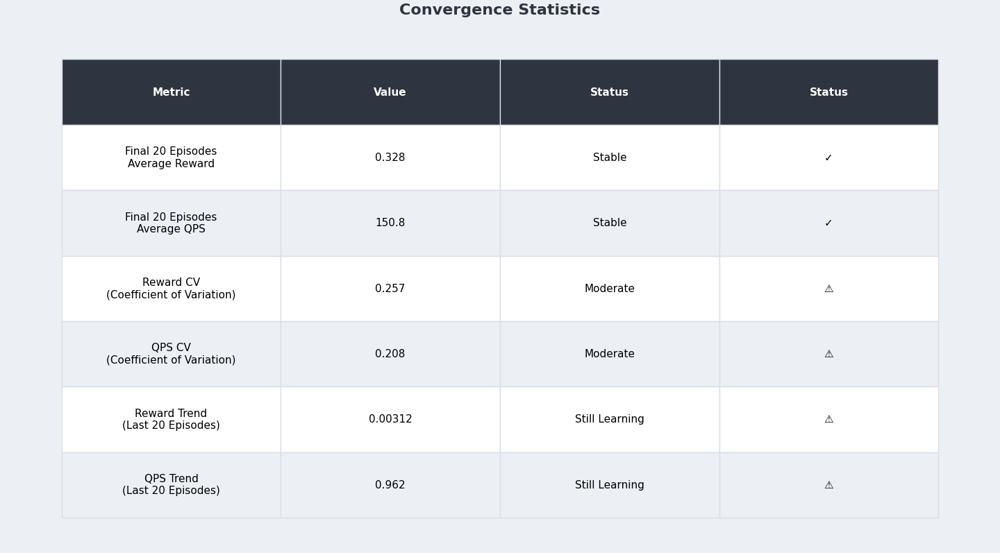 Convergence Statistics
Metric Value Status Status
Final 20 Episodes
Average Reward
0.328 Stable ✓
Final 20 Episodes
Average QPS
150.8 Stable ✓
Reward CV
(Coefficient of Variation)
0.257 Moderate ⚠
QPS CV
(Coefficient of Variation)
0.208 Moderate ⚠
Reward Trend
(Last 20 Episodes)
0.00312 Still Learning ⚠
QPS Trend
(Last 20 Episodes)
0.962 Still Learning ⚠